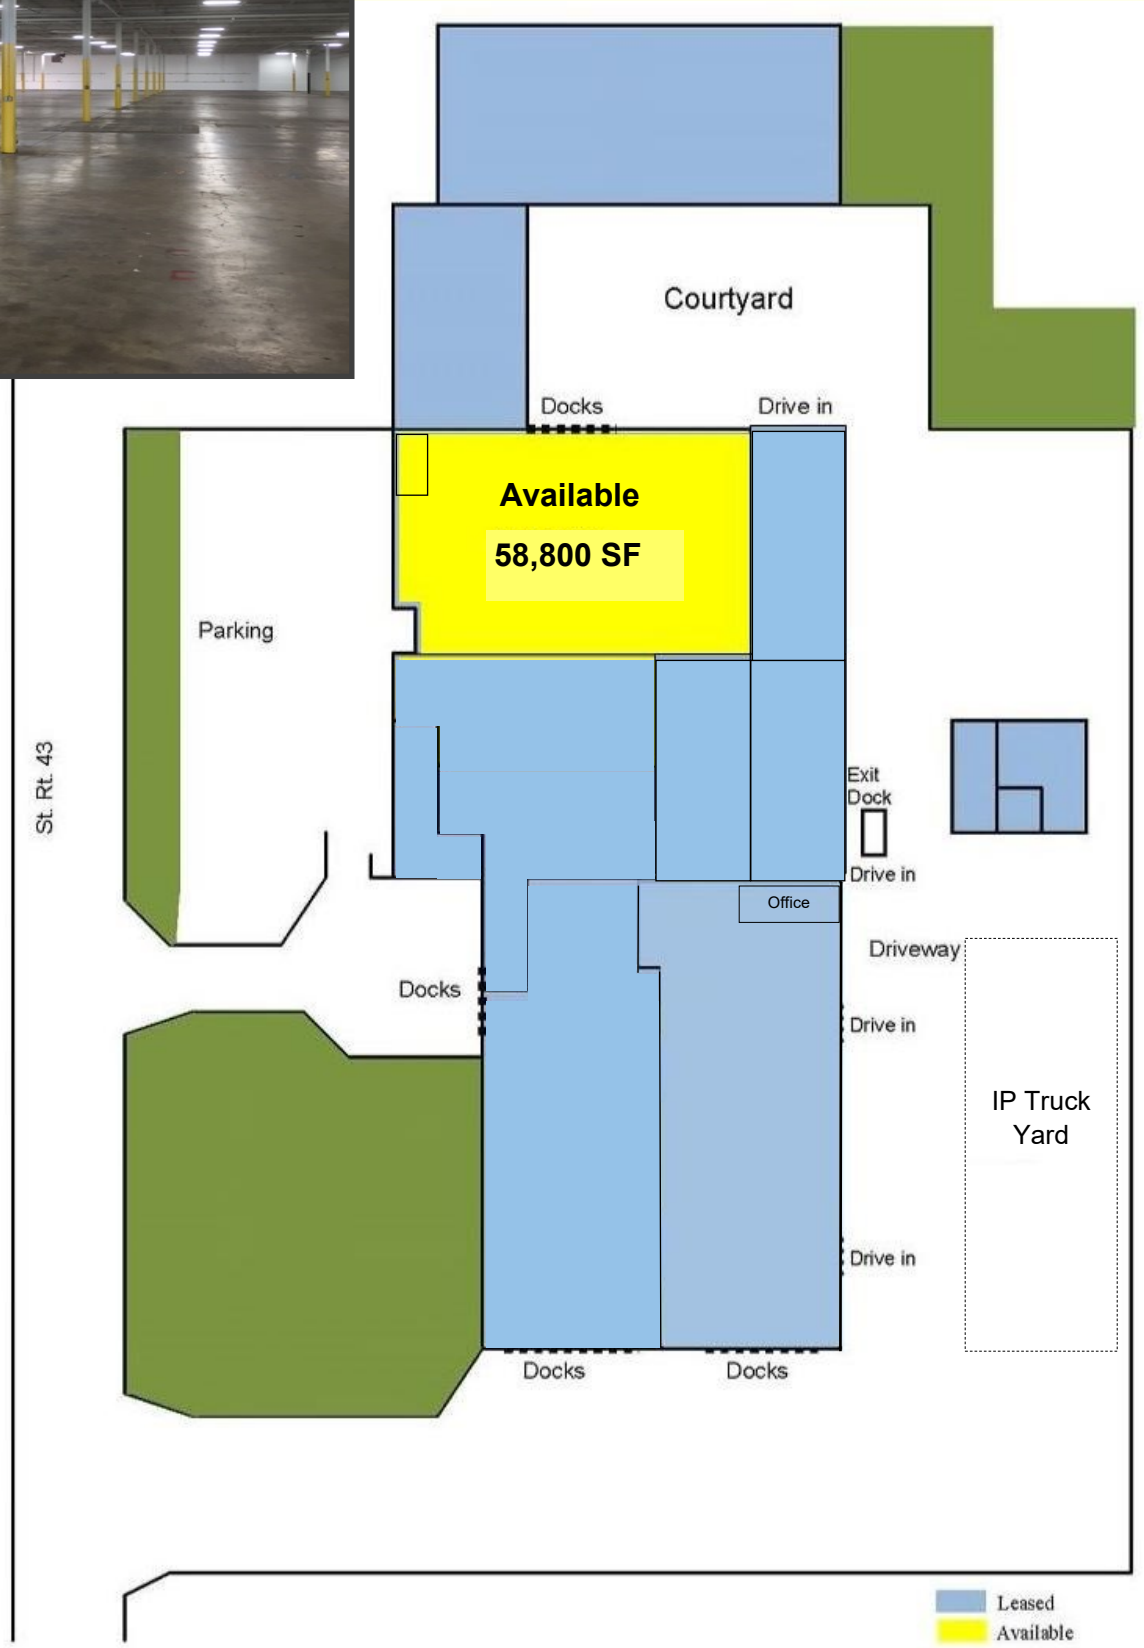 Courtyard
Docks
Drive in
Available
58,800 SF
Parking
St. Rt. 43
Exit
Dock
Drive in
Office
Driveway
Docks
Drive in
IP Truck
Yard
Drive in
Docks
Docks
Leased
Available